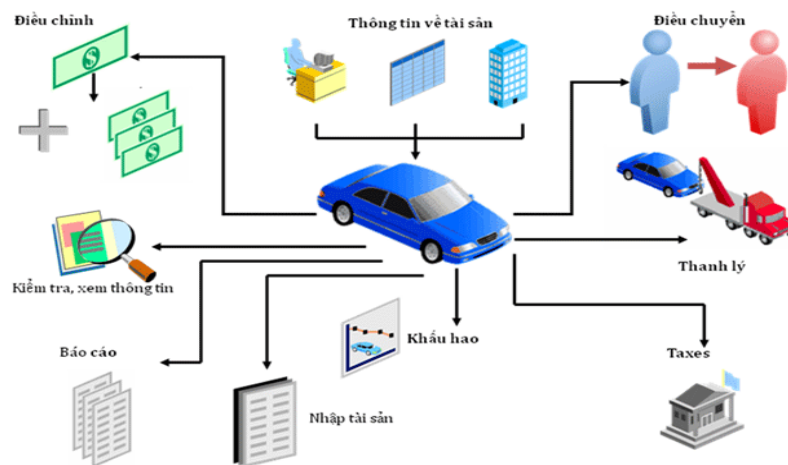 Điều chỉnh
Thông tin về tài sản
Điều chuyển
$
$
Thanh lý
Kiểm tra, xem thông tin
Khấu hao
Báo cáo
Taxes
Nhập tài sản